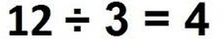 12 ÷ 3 = 4